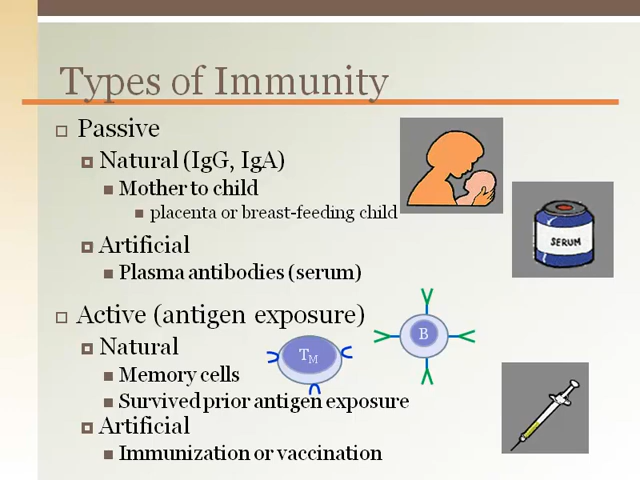 Types of Immunity
Passive
Natural (IgG, IgA)
Mother to child
placenta or breast-feeding child
SERUM
Artificial
Plasma antibodies (serum)
Active (antigen exposure)
B
Natural
TM
Memory cells
Survived prior antigen exposure
Artificial
Immunization or vaccination